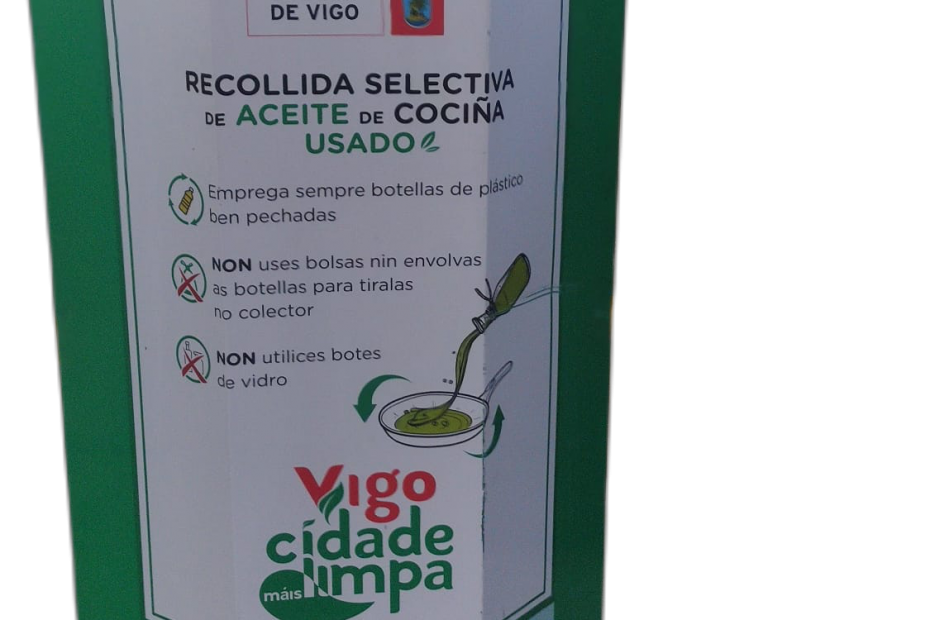 DE VIGO
RECOLLIDA SELECTIVA
DE ACEITE DE COCIÑA
USADO
Emprega sempre botellas de plástico
ben pechadas
NON uses bolsas nin envolvas
as botellas para tiralas
no colector
NON utilices botes
de vidro
Vigo
cidade
máis limpa